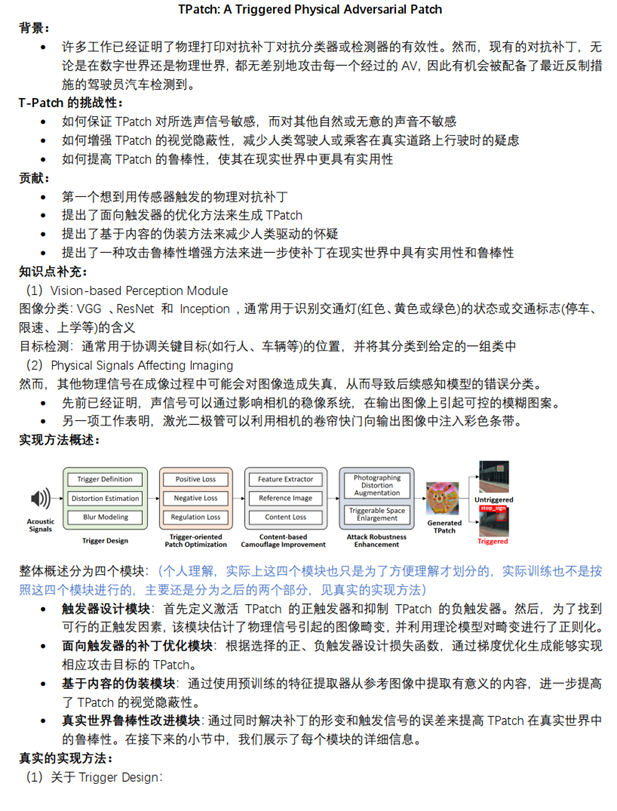 TPatch: A Triggered Physical Adversarial Patch
背景：
• 许多工作已经证明了物理打印对抗补丁对抗分类器或检测器的有效性。然而，现有的对抗补丁，无
论是在数字世界还是物理世界，都无差别地攻击每一个经过的 AV，因此有机会被配备了最近反制措
施的驾驶员汽车检测到。
T-Patch 的挑战性：
• 如何保证 TPatch 对所选声信号敏感，而对其他自然或无意的声音不敏感
• 如何增强 TPatch 的视觉隐蔽性，减少人类驾驶人或乘客在真实道路上行驶时的疑虑
• 如何提高 TPatch 的鲁棒性，使其在现实世界中更具有实用性
贡献：
• 第一个想到用传感器触发的物理对抗补丁
• 提出了面向触发器的优化方法来生成 TPatch
• 提出了基于内容的伪装方法来减少人类驱动的怀疑
• 提出了一种攻击鲁棒性增强方法来进一步使补丁在现实世界中具有实用性和鲁棒性
知识点补充：
（1）Vision-based Perception Module
图像分类: VGG 、ResNet 和 Inception ，通常用于识别交通灯(红色、黄色或绿色)的状态或交通标志(停车、
限速、上学等)的含义
目标检测：通常用于协调关键目标(如行人、车辆等)的位置，并将其分类到给定的一组类中
（2）Physical Signals Affecting Imaging
然而，其他物理信号在成像过程中可能会对图像造成失真，从而导致后续感知模型的错误分类。
• 先前已经证明，声信号可以通过影响相机的稳像系统，在输出图像上引起可控的模糊图案。
• 另一项工作表明，激光二极管可以利用相机的卷帘快门向输出图像中注入彩色条带。
实现方法概述：
Acoustic Signals
Trigger Definition
Distortion Estimation
Blur Modeling
Trigger Design
Positive Loss
Negative Loss
Regulation Loss
Trigger-oriented Patch Optimization
Feature Extractor
Reference Image
Content Loss
Content-based Camouflage Improvement
Photographing Distortion Augmentation
Triggerable Space Enlargement
Attack Robustness Enhancement
Generated TPatch
Untriggered
stop_sign
Triggered
整体概述分为四个模块：（个人理解，实际上这四个模块也只是为了方便理解才划分的，实际训练也不是按
照这四个模块进行的，主要还是分为之后的两个部分，见真实的实现方法）
• 触发器设计模块：首先定义激活 TPatch 的正触发器和抑制 TPatch 的负触发器。然后，为了找到
可行的正触发因素，该模块估计了物理信号引起的图像畸变，并利用理论模型对畸变进行了正则化。
• 面向触发器的补丁优化模块：根据选择的正、负触发器设计损失函数，通过梯度优化生成能够实现
相应攻击目标的 TPatch。
• 基于内容的伪装模块：通过使用预训练的特征提取器从参考图像中提取有意义的内容，进一步提高
了 TPatch 的视觉隐蔽性。
• 真实世界鲁棒性改进模块：通过同时解决补丁的形变和触发信号的误差来提高 TPatch 在真实世界中
的鲁棒性。在接下来的小节中，我们展示了每个模块的详细信息。
真实的实现方法：
（1）关于 Trigger Design：